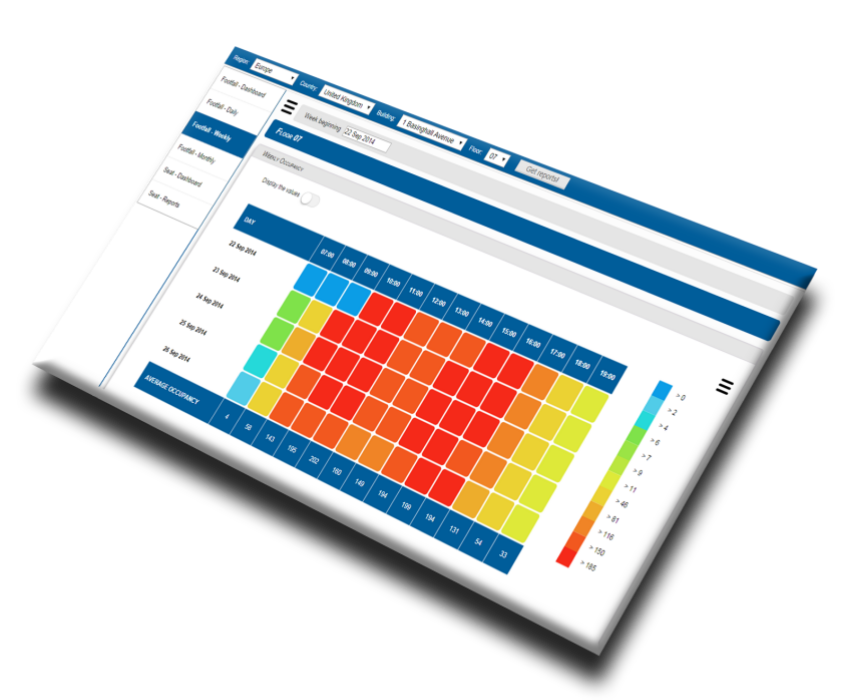 Region: Europe Country: United Kingdom Building: 1 Basinghall Avenue Floor: 07 Get reports!
Footfall - Dashboard
Footfall - Daily
Footfall - Weekly
Footfall - Monthly
Seat - Dashboard
Seat - Reports
Week beginning 22 Sep 2014
Floor 07
Weekly Occupancy
Display the values
DAY 07:00 08:00 09:00 10:00 11:00 12:00 13:00 14:00 15:00 16:00 17:00 18:00 19:00
22 Sep 2014
23 Sep 2014
24 Sep 2014
25 Sep 2014
26 Sep 2014
AVERAGE OCCUPANCY 4 56 143 195 202 160 149 194 199 194 131 54 33
> 0
> 2
> 4
> 6
> 7
> 9
> 11
> 46
> 81
> 116
> 150
> 185